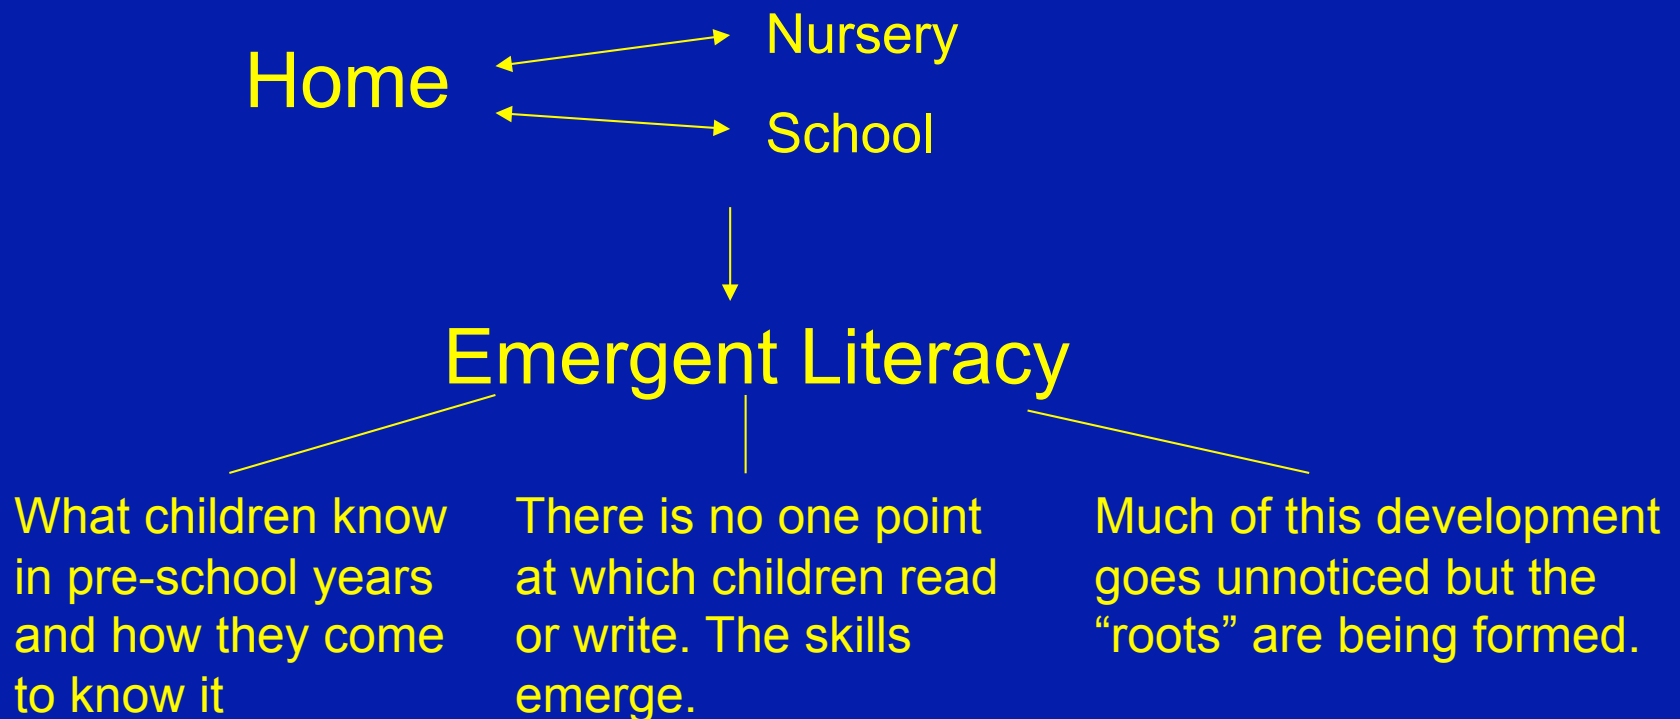 Home
Nursery
School
Emergent Literacy
What children know
in pre-school years
and how they come
to know it
There is no one point
at which children read
or write. The skills
emerge.
Much of this development
goes unnoticed but the
“roots” are being formed.